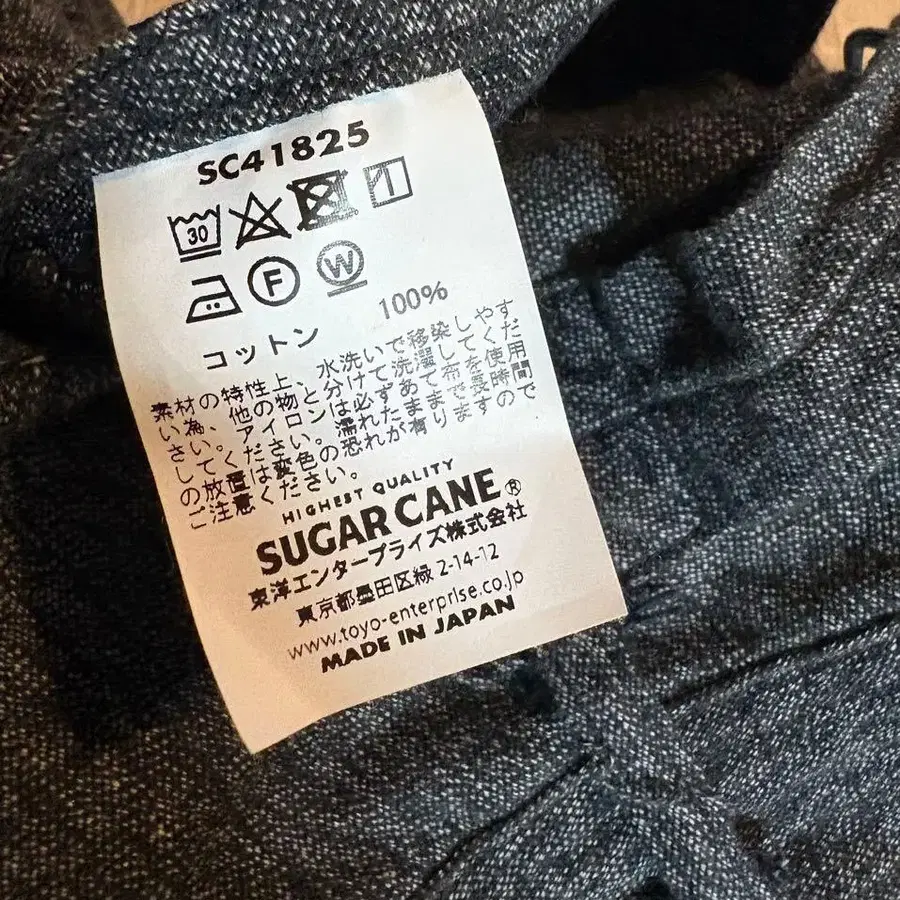 SC41825
30
F W
コットン 100%
素材の特性上、水洗いで移染しやす
い為、他の物と分けて洗濯してくだ
さい。アイロンは必ずあて布を使用
してください。濡れたままで長時間
の放置は変色の恐れが有りますので
ご注意ください。
HIGHEST QUALITY
SUGAR CANE®
東洋エンタープライズ株式会社
東京都墨田区緑 2-14-12
www.toyo-enterprise.co.jp
MADE IN JAPAN